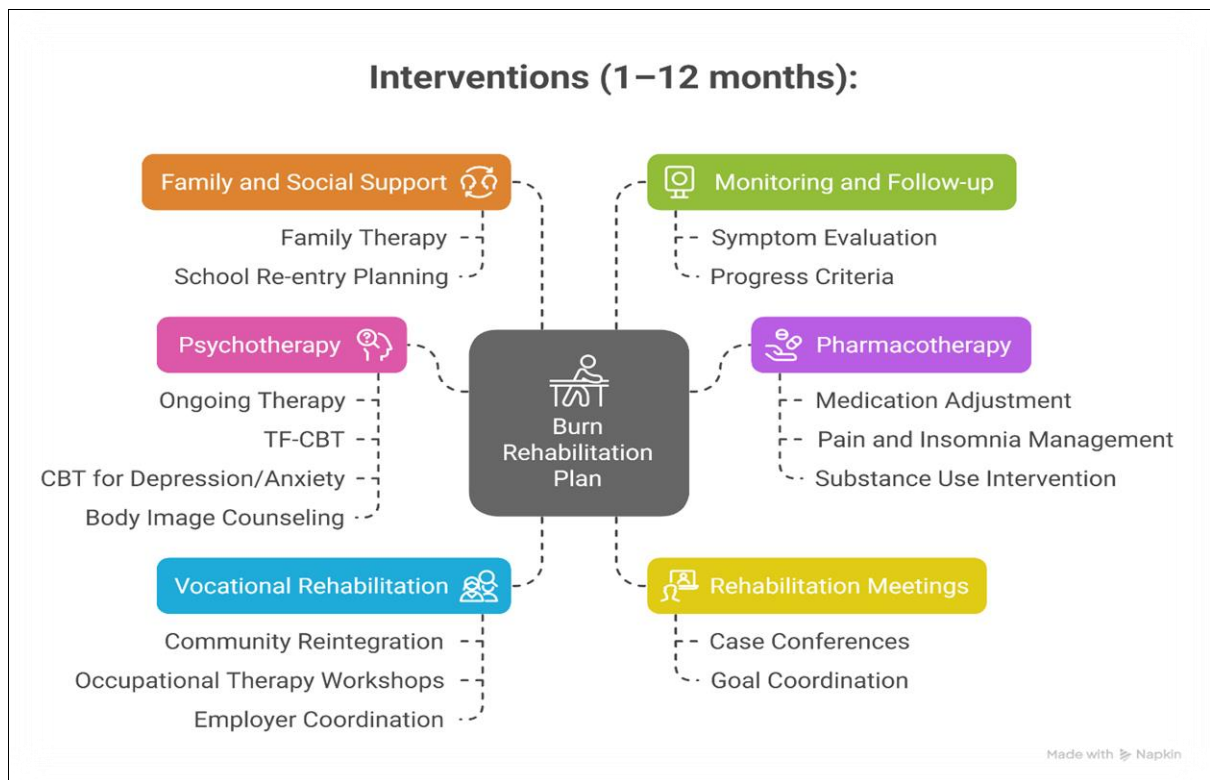 Interventions (1–12 months):
Family and Social Support
Family Therapy
School Re-entry Planning
Monitoring and Follow-up
Symptom Evaluation
Progress Criteria
Psychotherapy
Ongoing Therapy
TF-CBT
CBT for Depression/Anxiety
Body Image Counseling
Burn
Rehabilitation
Plan
Pharmacotherapy
Medication Adjustment
Pain and Insomnia Management
Substance Use Intervention
Vocational Rehabilitation
Community Reintegration
Occupational Therapy Workshops
Employer Coordination
Rehabilitation Meetings
Case Conferences
Goal Coordination
Made with Napkin